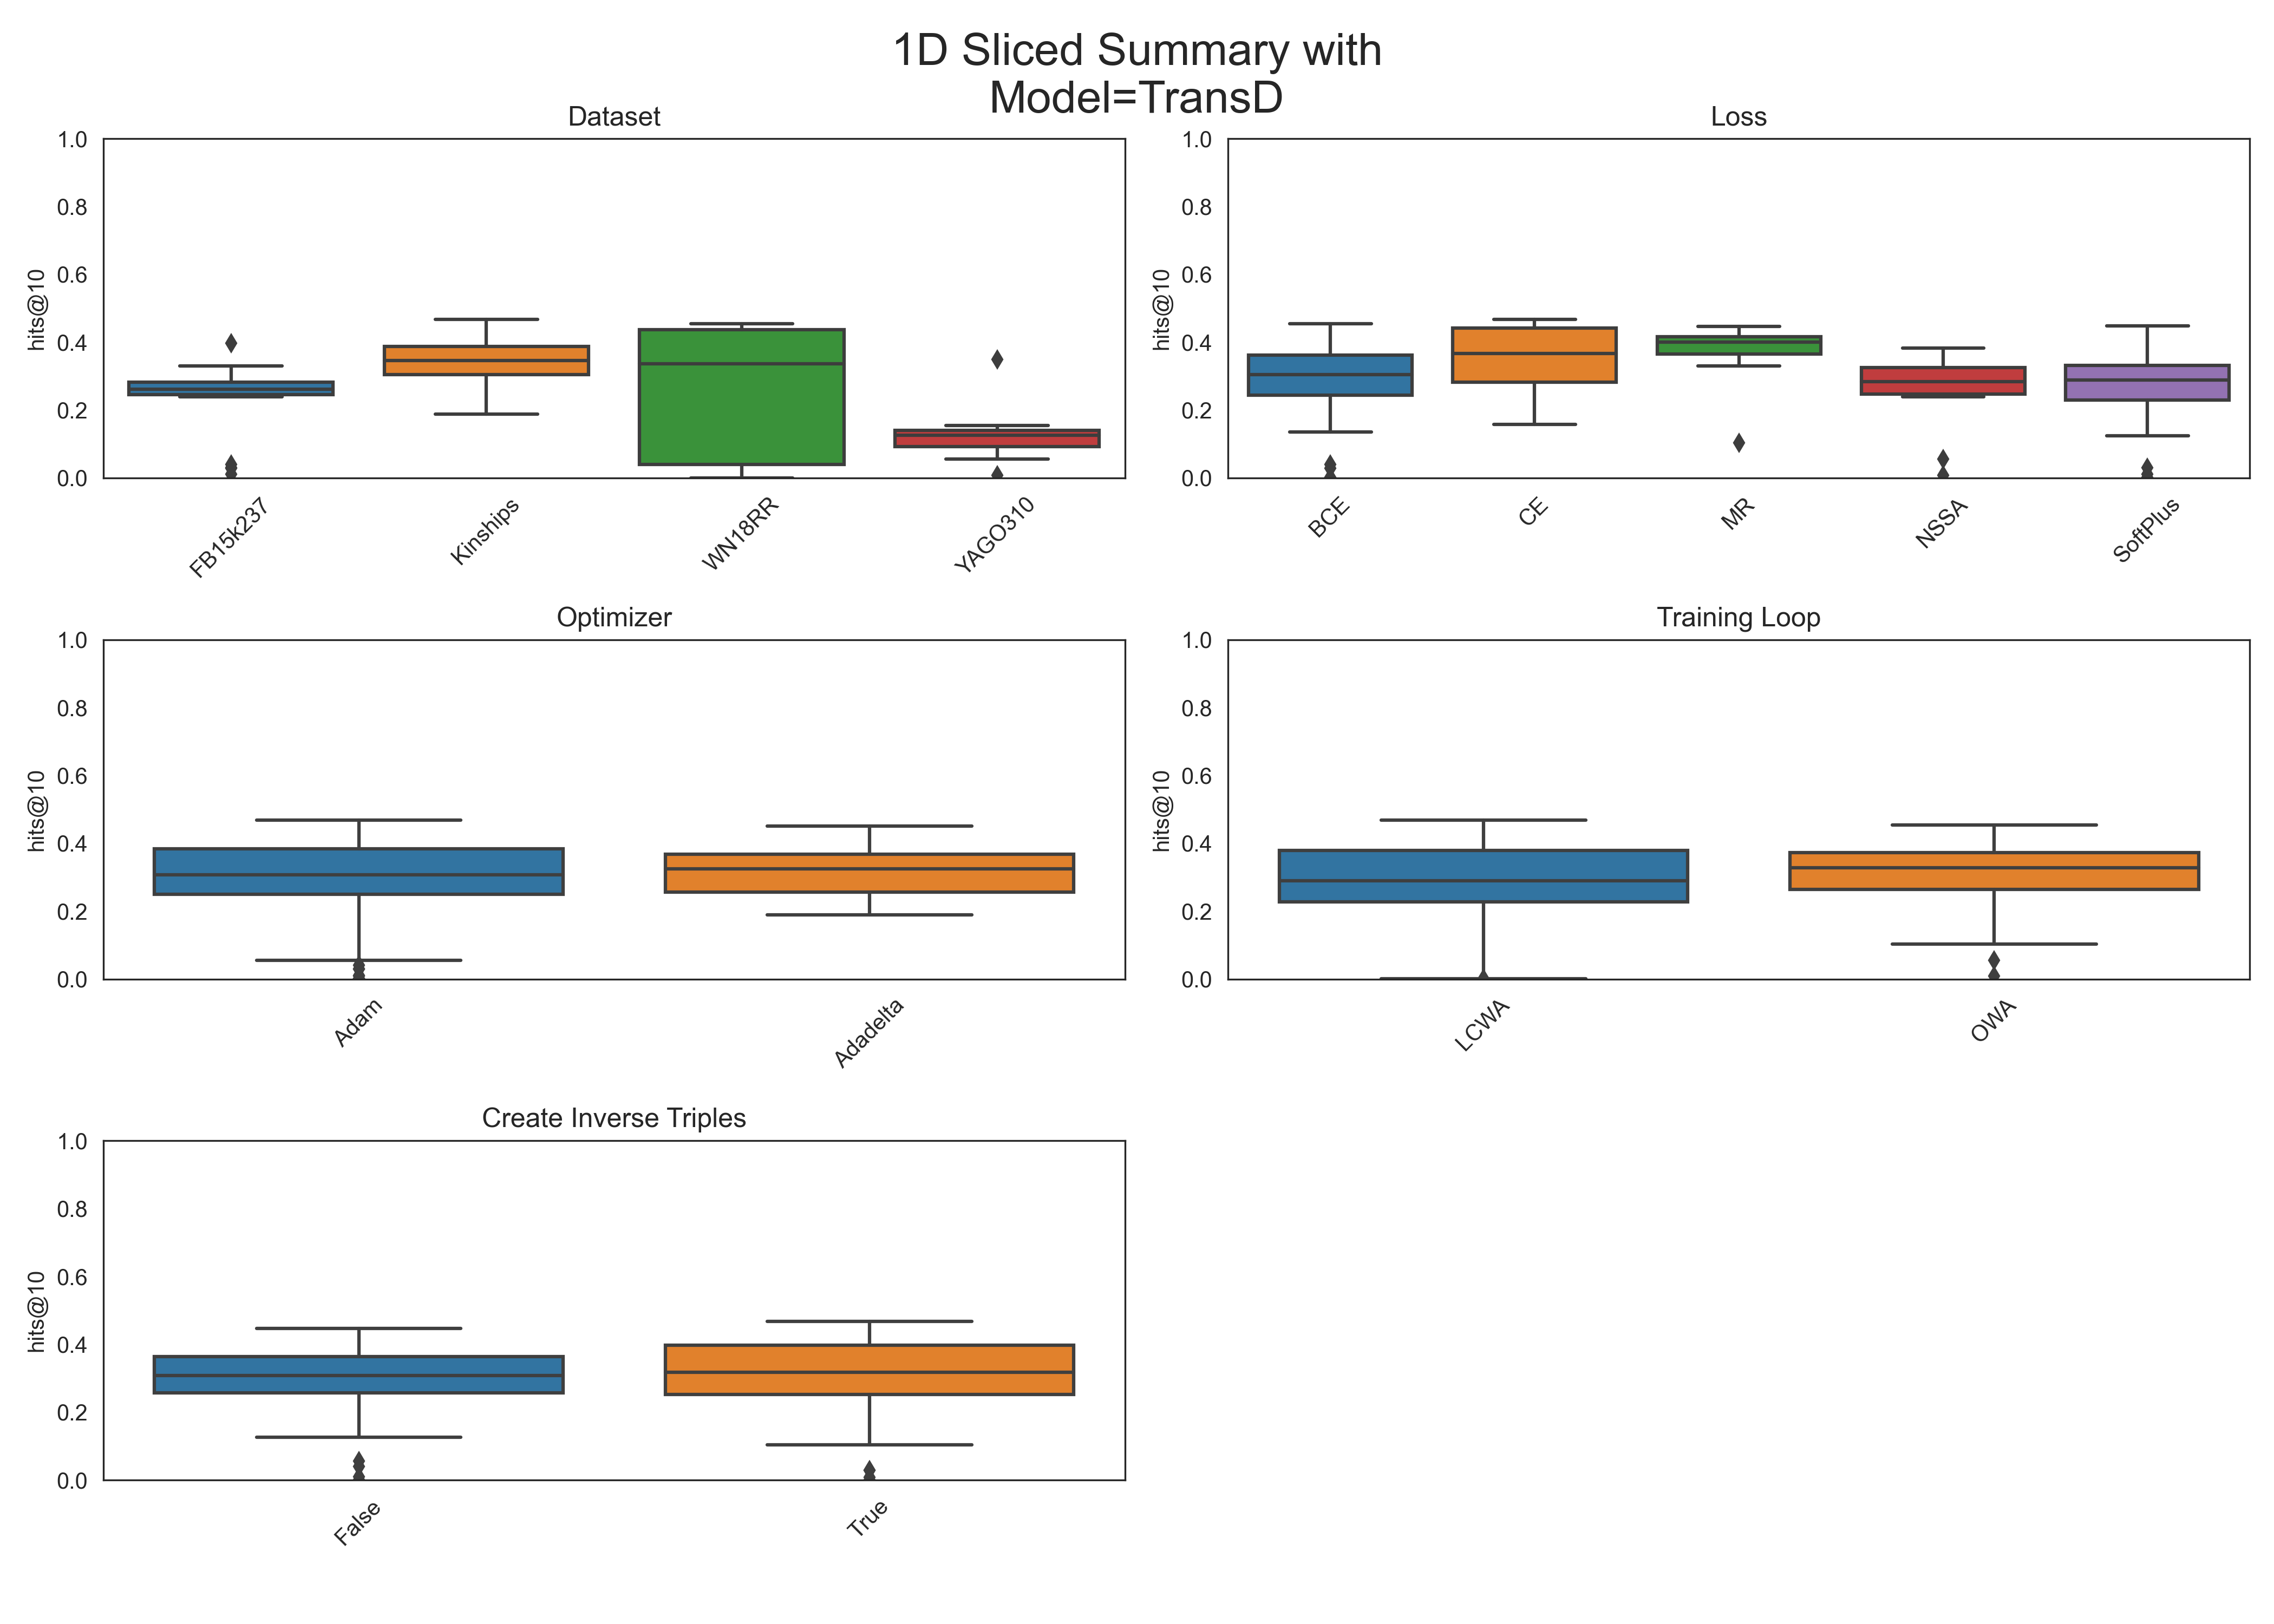 1D Sliced Summary with
Model=TransD
Dataset
1.0
0.8
0.6
0.4
0.2
0.0
hits@10
FB15k237
Kinships
WN18RR
YAGO310
Loss
1.0
0.8
0.6
0.4
0.2
0.0
hits@10
BCE
CE
MR
NSSA
SoftPlus
Optimizer
1.0
0.8
0.6
0.4
0.2
0.0
hits@10
Adam
Adadelta
Training Loop
1.0
0.8
0.6
0.4
0.2
0.0
hits@10
LCWA
OWA
Create Inverse Triples
1.0
0.8
0.6
0.4
0.2
0.0
hits@10
False
True